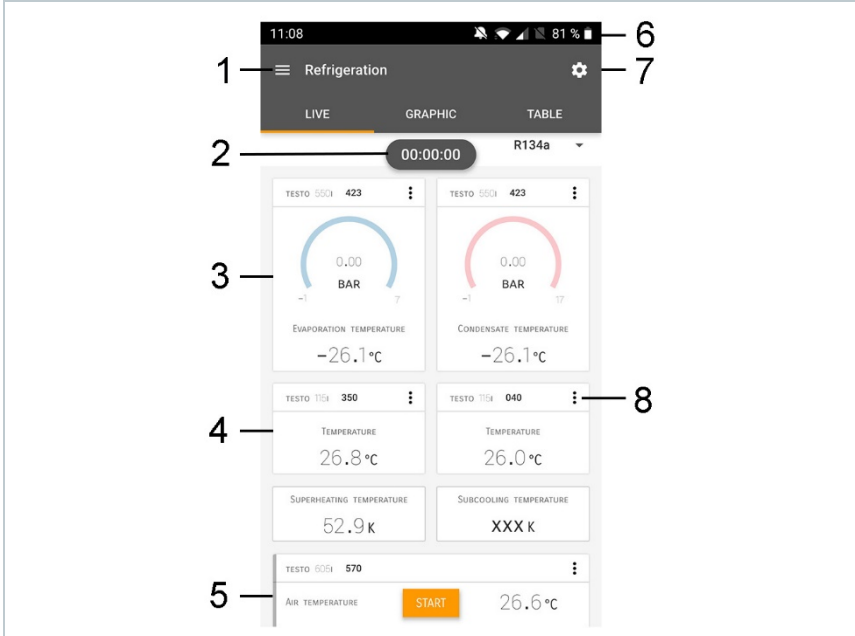 11:08 81 % 6
1 Refrigeration 7
LIVE GRAPHIC TABLE
2 00:00:00 R134a
TESTO 550I 423 TESTO 550I 423
3 0.00 0.00
BAR BAR
-1 7 -1 17
EVAPORATION TEMPERATURE CONDENSATE TEMPERATURE
-26.1 °C -26.1 °C
TESTO 115I 350 TESTO 115I 040 8
4 TEMPERATURE TEMPERATURE
26.8 °C 26.0 °C
SUPERHEATING TEMPERATURE SUBCOOLING TEMPERATURE
52.9 K XXX K
TESTO 605I 570
5 AIR TEMPERATURE START 26.6 °C